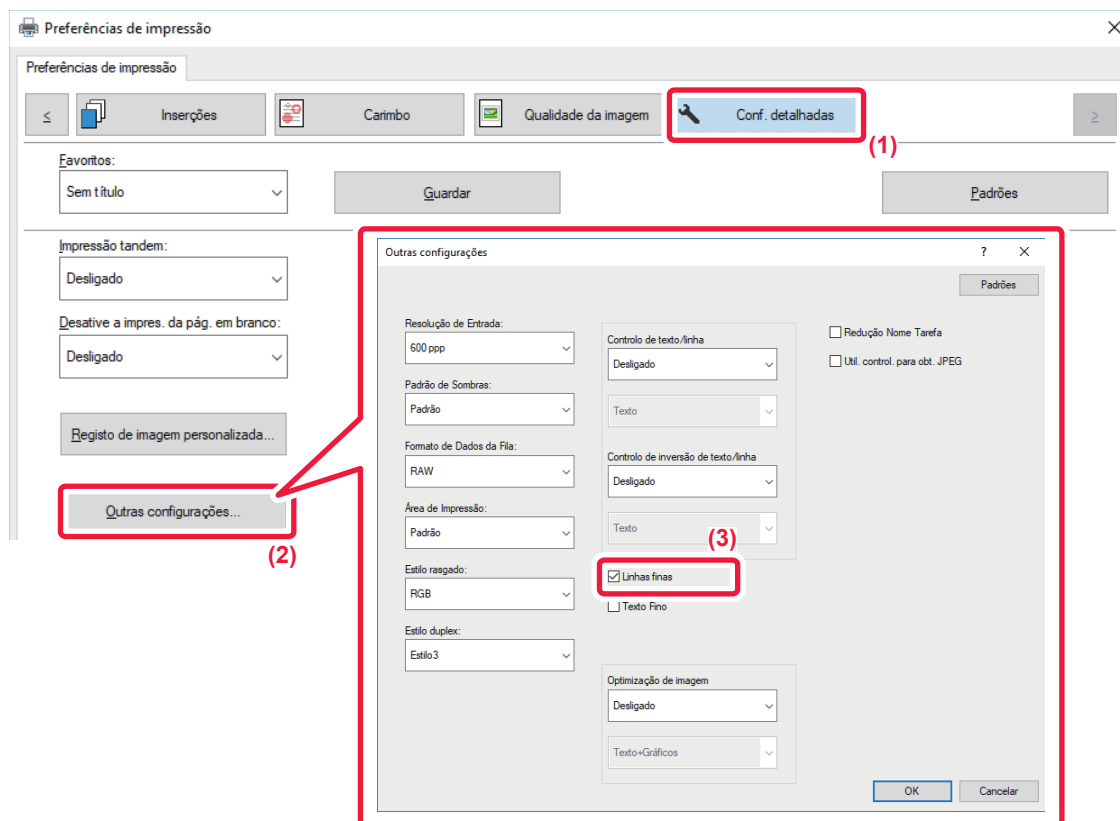 Preferências de impressão
Preferências de impressão
< Inserções Carimbo Qualidade da imagem Conf. detalhadas >
(1)
Favoritos:
Sem título Guardar Padrões
Impressão tandem:
Desligado
Desative a impres. da pág. em branco:
Desligado
Registo de imagem personalizada...
Outras configurações...
(2)
Outras configurações ?
Padrões
Resolução de Entrada:
600 ppp
Padrão de Sombras:
Padrão
Formato de Dados da Fila:
RAW
Área de Impressão:
Padrão
Estilo rasgado:
RGB
Estilo duplex:
Estilo3
Controlo de texto/linha
Desligado
Texto
Controlo de inversão de texto/linha
Desligado
Texto
(3)
Linhas finas
Texto Fino
Optimização de imagem
Desligado
Texto+Gráficos
Redução Nome Tarefa
Util. control. para obt. JPEG
OK Cancelar